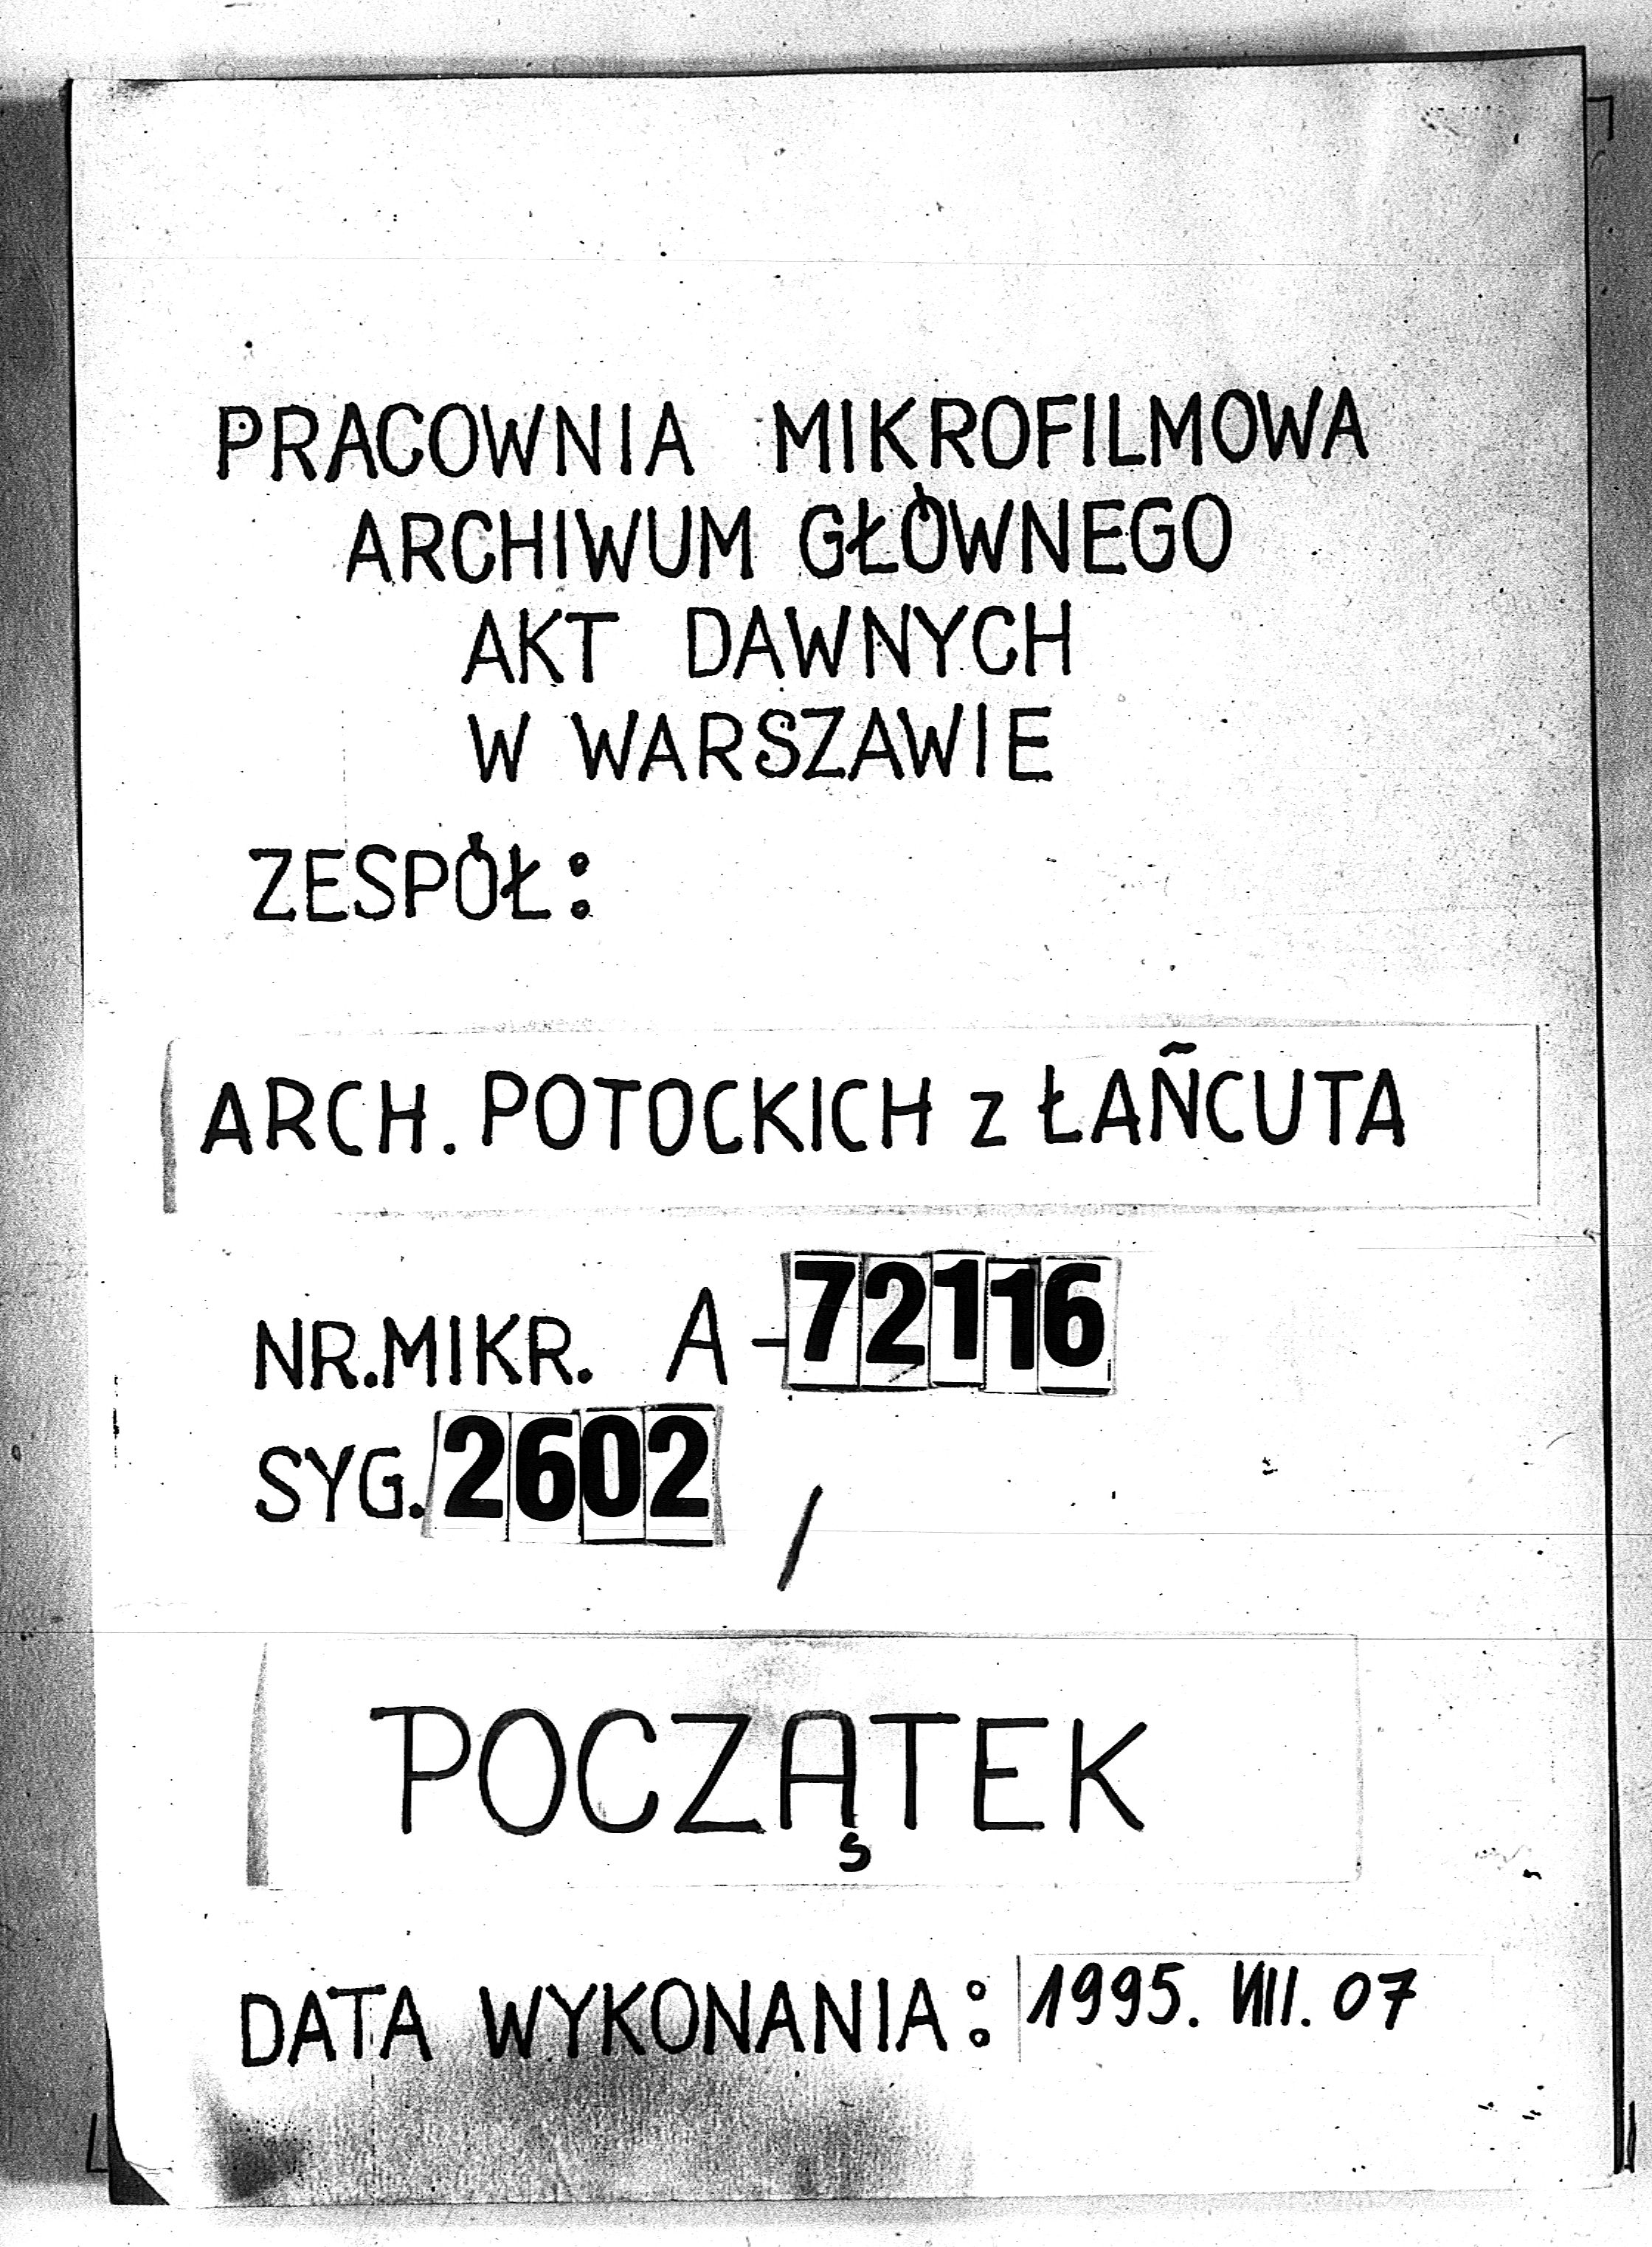 PRACOWNIA MIKROFILMOWA
ARCHIWUM GŁÓWNEGO
AKT DAWNYCH
W WARSZAWIE
ZESPÓŁ:
ARCH. POTOCKICH z ŁAŃCUTA
NR.MIKR. A-72116
SYG. 2602 /
POCZĄTEK
DATA WYKONANIA: 1995. VIII. 07